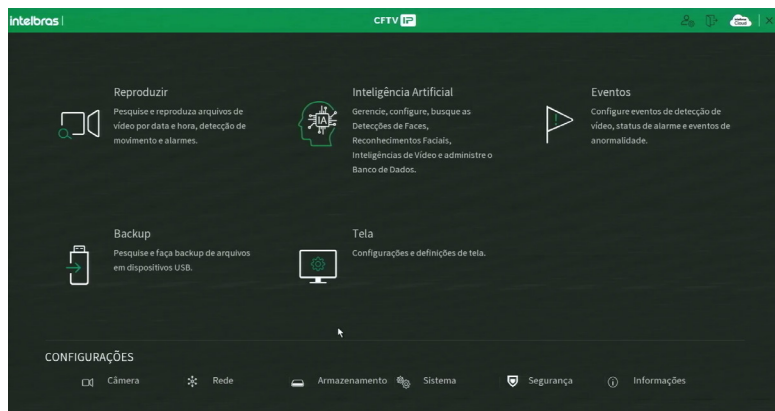 intelbras
CFTV IP
intelbras
Cloud
Reproduzir
Pesquise e reproduza arquivos de
vídeo por data e hora, detecção de
movimento e alarmes.
IA
Inteligência Artificial
Gerencie, configure, busque as
Detecções de Faces,
Reconhecimentos Faciais,
Inteligências de Vídeo e administre o
Banco de Dados.
Eventos
Configure eventos de detecção de
vídeo, status de alarme e eventos de
anormalidade.
Backup
Pesquise e faça backup de arquivos
em dispositivos USB.
Tela
Configurações e definições de tela.
CONFIGURAÇÕES
Câmera Rede Armazenamento Sistema Segurança Informações